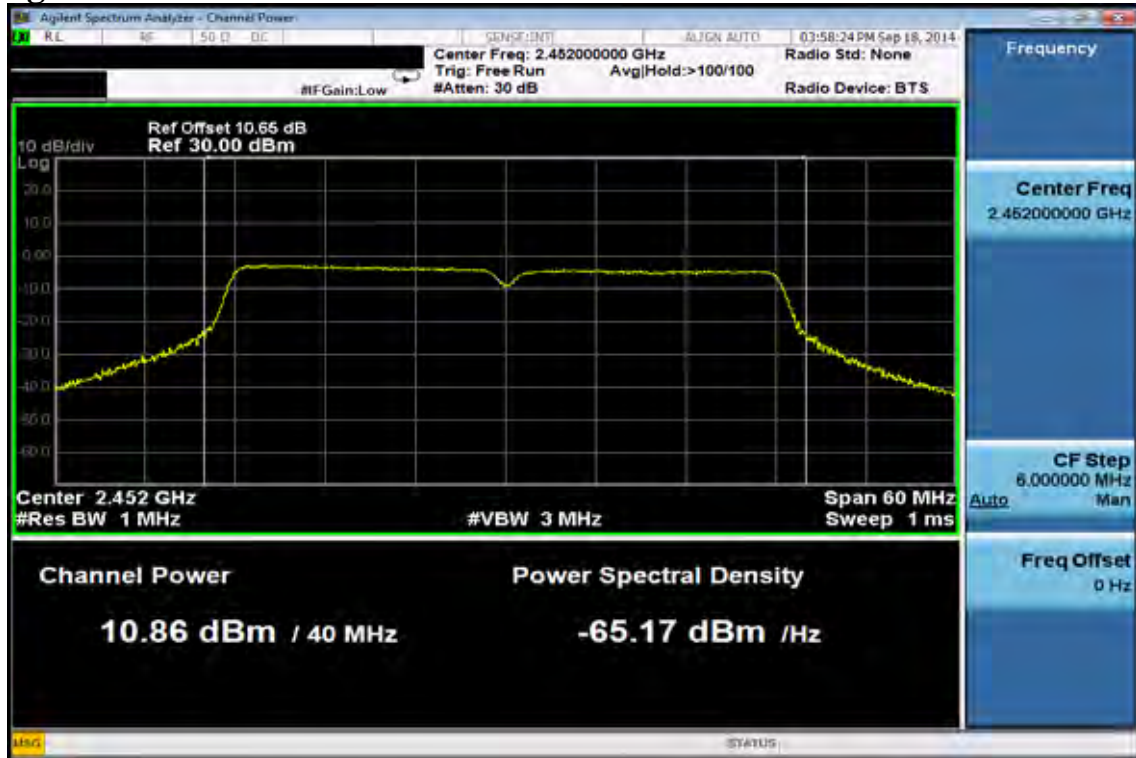 Agilent Spectrum Analyzer - Channel Power
RL RF 50 Ω DC SENSE:INT ALIGN AUTO 03:58:24 PM Sep 18, 2014
Center Freq: 2.452000000 GHz Radio Std: None
Trig: Free Run Avg|Hold:>100/100
#IFGain:Low #Atten: 30 dB Radio Device: BTS
Frequency
Ref Offset 10.65 dB
10 dB/div Ref 30.00 dBm
Log
20.0
10.0
0.00
-10.0
-20.0
-30.0
-40.0
-50.0
-60.0
Center 2.452 GHz Span 60 MHz
#Res BW 1 MHz #VBW 3 MHz Sweep 1 ms
Channel Power Power Spectral Density
10.86 dBm / 40 MHz -65.17 dBm /Hz
Center Freq
2.452000000 GHz
CF Step
6.000000 MHz
Auto Man
Freq Offset
0 Hz
MSG STATUS